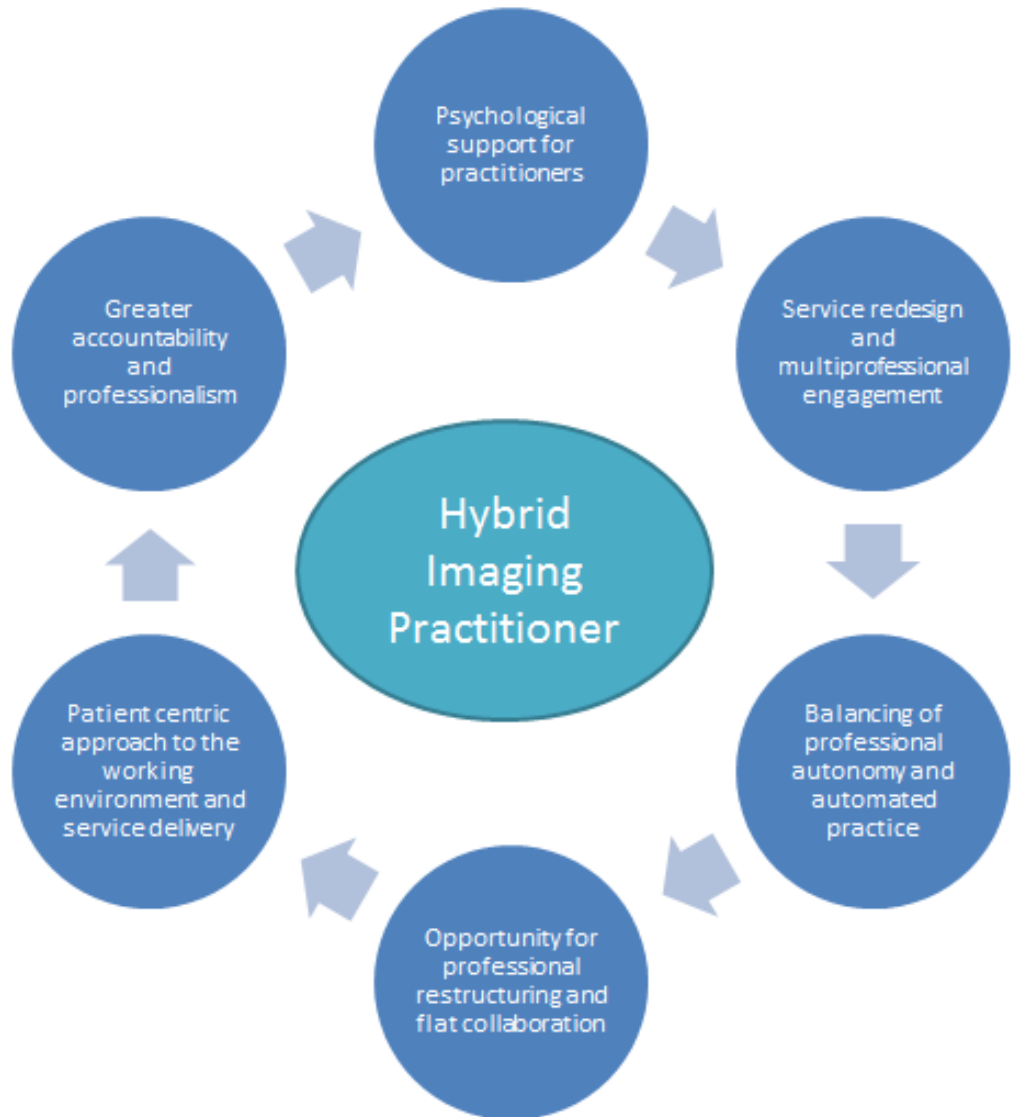 Psychological
support for
practitioners
Service redesign
and
multiprofessional
engagement
Balancing of
professional
autonomy and
automated
practice
Opportunity for
professional
restructuring and
flat collaboration
Patient centric
approach to the
working
environment and
service delivery
Greater
accountability
and
professionalism
Hybrid
Imaging
Practitioner